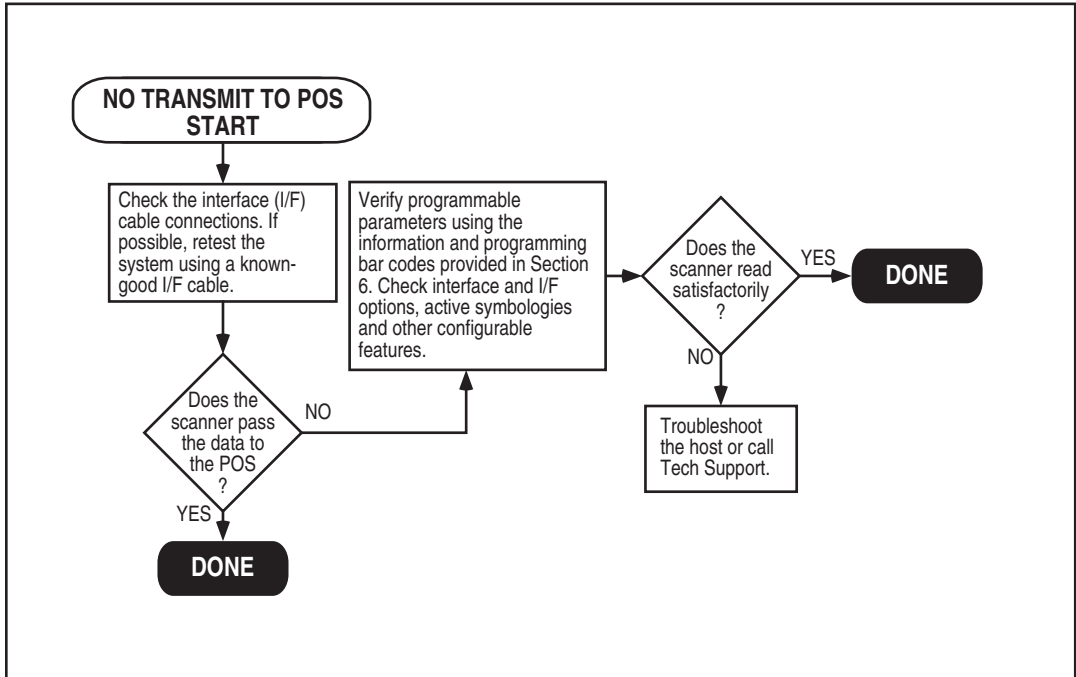 NO TRANSMIT TO POS
START
Check the interface (I/F)
cable connections. If
possible, retest the
system using a known-
good I/F cable.
Does the
scanner pass
the data to
the POS
?
YES
DONE
NO
Verify programmable
parameters using the
information and programming
bar codes provided in Section
6. Check interface and I/F
options, active symbologies
and other configurable
features.
Does the
scanner read
satisfactorily
?
YES
DONE
NO
Troubleshoot
the host or call
Tech Support.